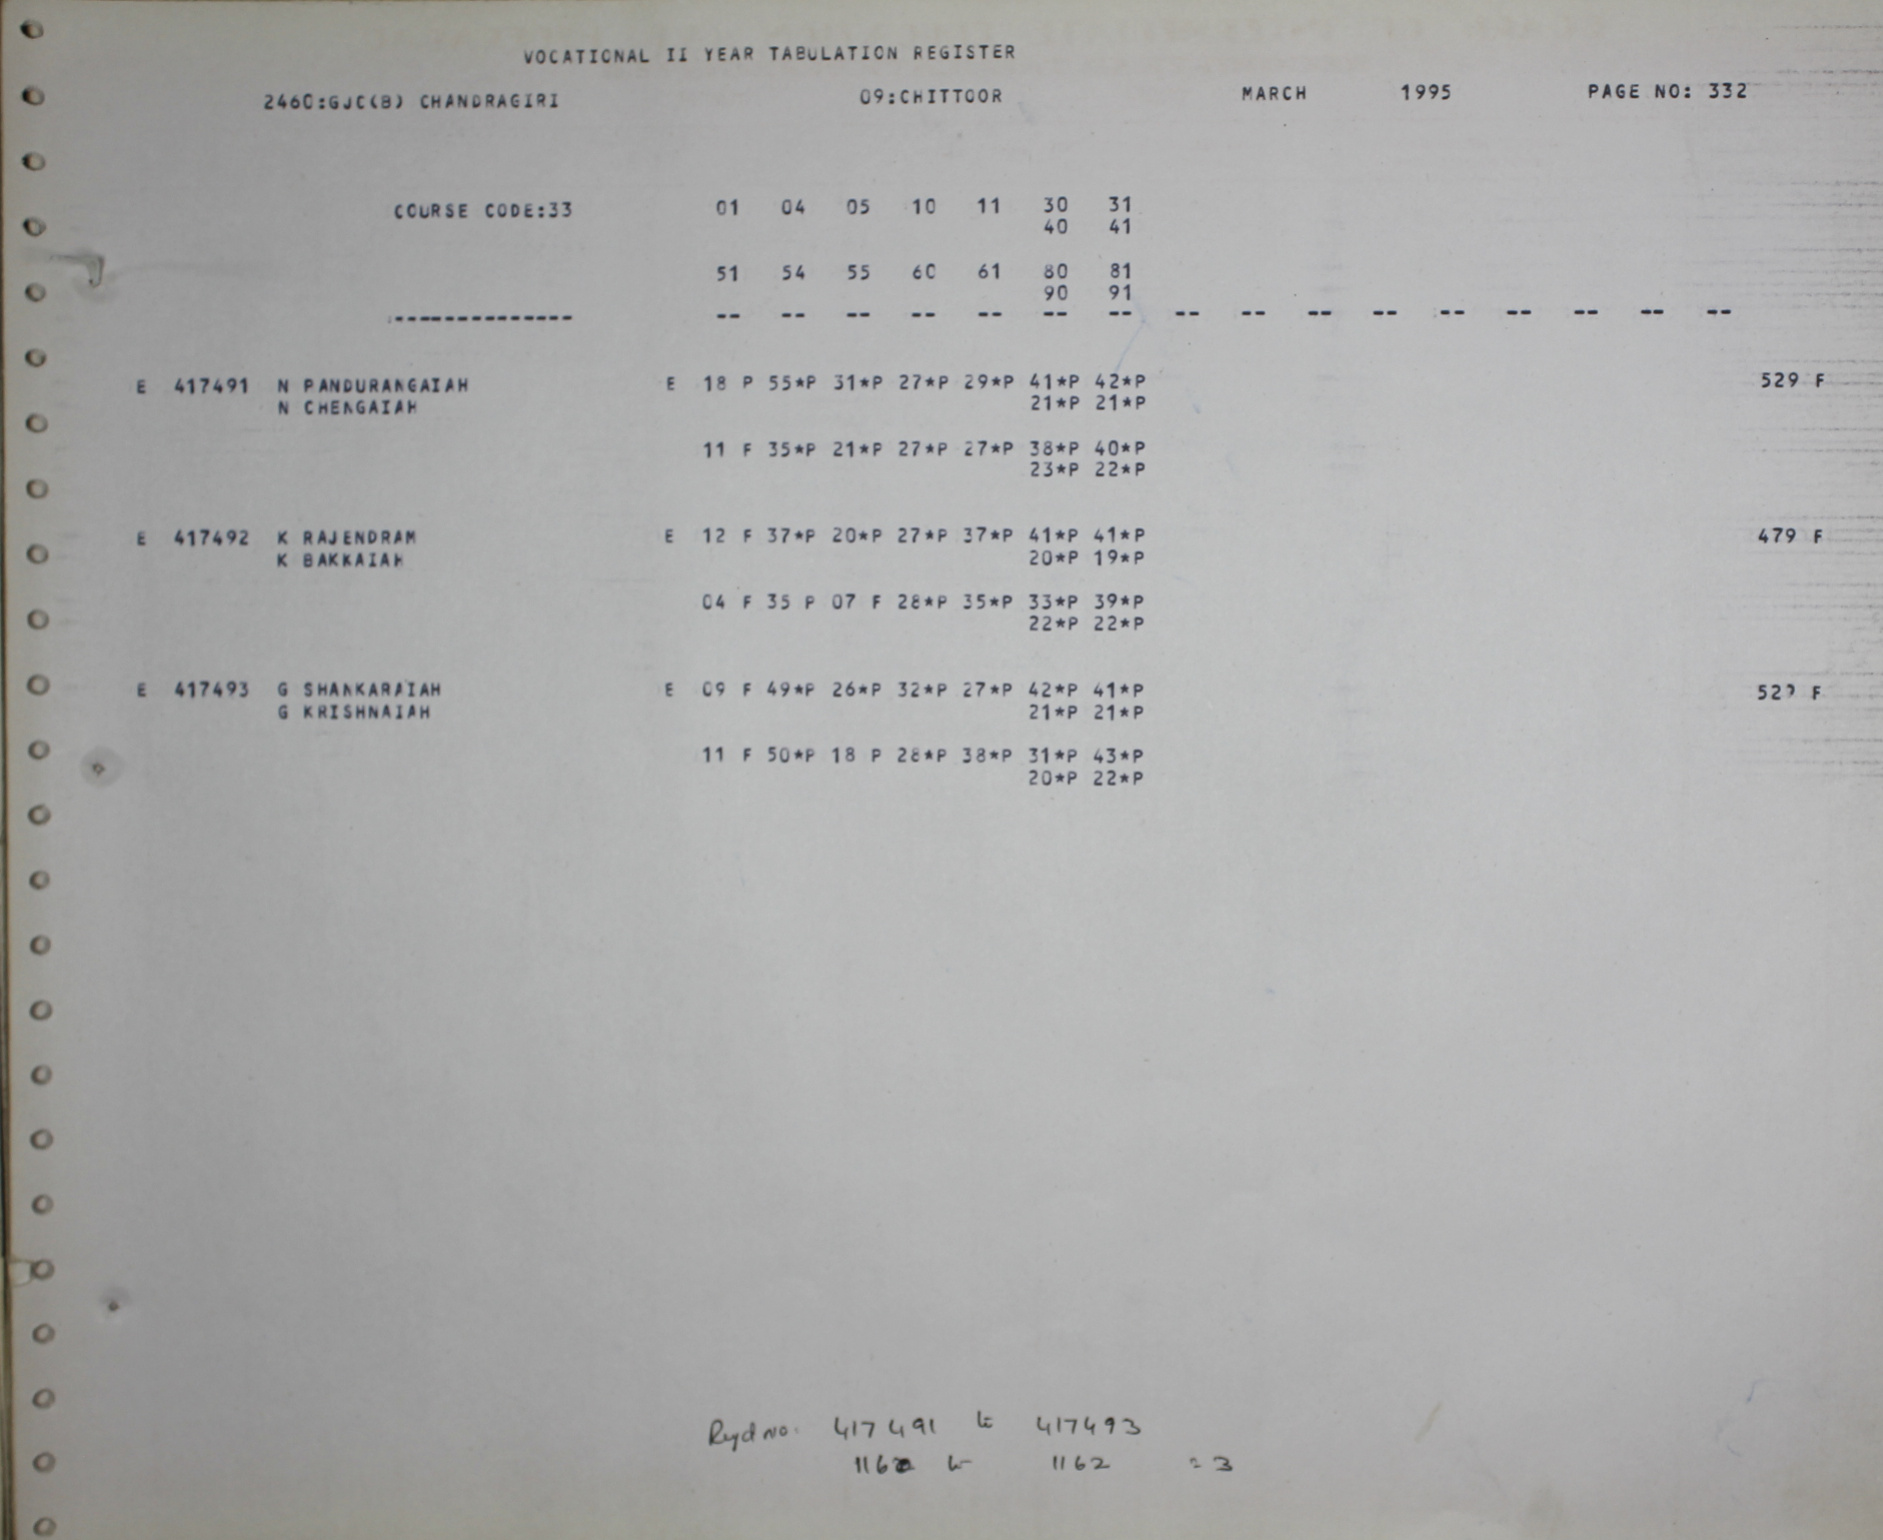 VOCATIONAL II YEAR TABULATION REGISTER
2460:GJC(B) CHANDRAGIRI 09:CHITTOOR MARCH 1995 PAGE NO: 332
COURSE CODE:33 01 04 05 10 11 30 31
40 41
51 54 55 60 61 80 81
90 91
-------------- -- -- -- -- -- -- -- -- -- -- -- -- -- -- -- --
E 417491 N PANDURANGAIAH E 18 P 55*P 31*P 27*P 29*P 41*P 42*P 529 F
N CHENGAIAH 21*P 21*P
11 F 35*P 21*P 27*P 27*P 38*P 40*P
23*P 22*P
E 417492 K RAJENDRAM E 12 F 37*P 20*P 27*P 37*P 41*P 41*P 479 F
K BAKKAIAH 20*P 19*P
04 F 35 P 07 F 28*P 35*P 33*P 39*P
22*P 22*P
E 417493 G SHANKARAIAH E 09 F 49*P 26*P 32*P 27*P 42*P 41*P 529 F
G KRISHNAIAH 21*P 21*P
11 F 50*P 18 P 28*P 38*P 31*P 43*P
20*P 22*P
Regd no. 417491 to 417493
1160 to 1162 = 3